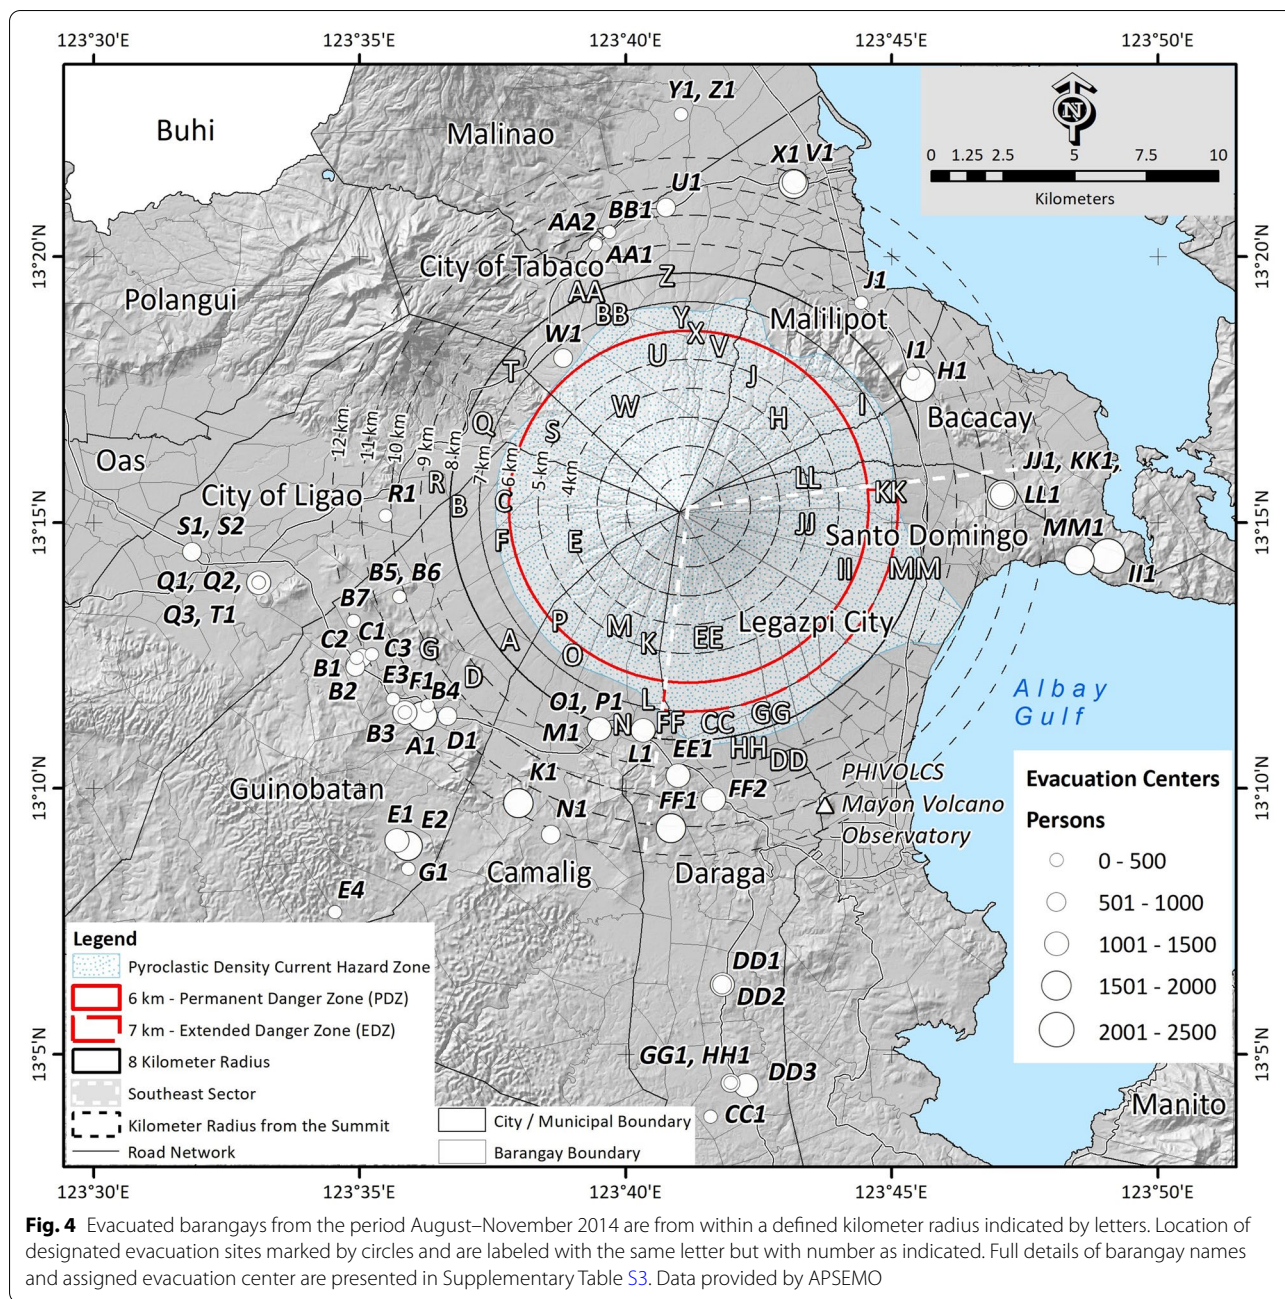 123°30'E 123°35'E 123°40'E 123°45'E 123°50'E
Y1, Z1
Buhi
Malinao
X1 V1
0 1.25 2.5 5 7.5 10
Kilometers
U1
BB1
AA2
AA1
13°20'N
13°20'N
City of Tabaco
Z
J1
Polangui
AA
BB
Y
X
V
Malilipot
W1
U
I1
H1
T
J
W
I
H
Bacacay
Q
S
12 km
11 km
10 km
9 km
8 km
7km
6 km
5 km
4km
Oas
JJ1, KK1,
LL1
City of Ligao
R1
R
B
C
LL
KK
13°15'N
13°15'N
S1, S2
F
E
JJ
Santo Domingo
MM1
II1
Q1, Q2,
Q3, T1
B5, B6
B7
II
MM
C2
C1
C3
G
A
P
M
K
EE
Legazpi City
O
B1
B2
E3
F1
B4
D
Albay
Gulf
O1, P1
L
M1
N
FF
CC
GG
B3
A1
D1
L1
EE1
HH
DD
13°10'N
13°10'N
Guinobatan
K1
FF1
FF2
PHIVOLCS
Mayon Volcano
Observatory
E1
E2
N1
G1
Camalig
Daraga
E4
Evacuation Centers
Persons
0 - 500
501 - 1000
1001 - 1500
1501 - 2000
2001 - 2500
Legend
Pyroclastic Density Current Hazard Zone
6 km - Permanent Danger Zone (PDZ)
7 km - Extended Danger Zone (EDZ)
8 Kilometer Radius
Southeast Sector
Kilometer Radius from the Summit
Road Network
City / Municipal Boundary
Barangay Boundary
DD1
DD2
GG1, HH1
DD3
CC1
13°5'N
13°5'N
Manito
N
123°30'E 123°35'E 123°40'E 123°45'E 123°50'E
Fig. 4 Evacuated barangays from the period August–November 2014 are from within a defined kilometer radius indicated by letters. Location of
designated evacuation sites marked by circles and are labeled with the same letter but with number as indicated. Full details of barangay names
and assigned evacuation center are presented in Supplementary Table S3. Data provided by APSEMO